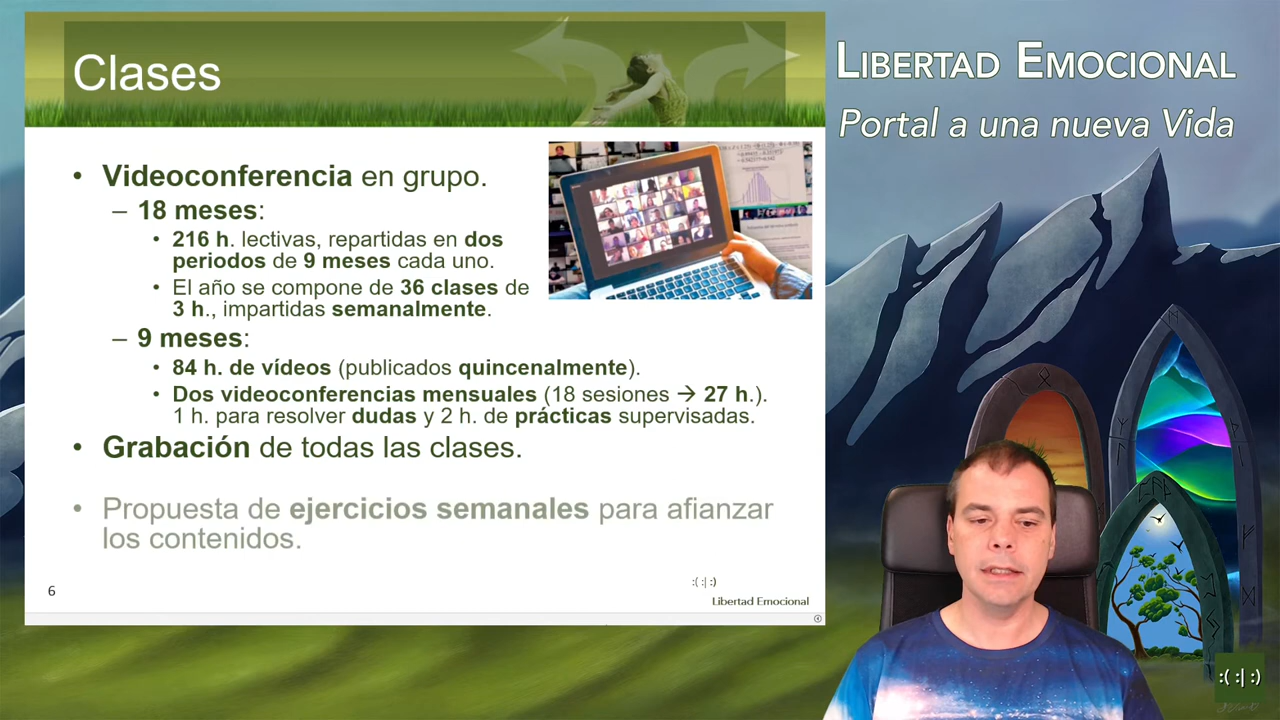 Clases
LIBERTAD EMOCIONAL
Portal a una nueva Vida
• Videoconferencia en grupo.
– 18 meses:
• 216 h. lectivas, repartidas en dos
periodos de 9 meses cada uno.
• El año se compone de 36 clases de
3 h., impartidas semanalmente.
– 9 meses:
• 84 h. de vídeos (publicados quincenalmente).
• Dos videoconferencias mensuales (18 sesiones → 27 h.).
1 h. para resolver dudas y 2 h. de prácticas supervisadas.
• Grabación de todas las clases.
• Propuesta de ejercicios semanales para afianzar
los contenidos.
6
:( :| :)
Libertad Emocional
:( :| :)